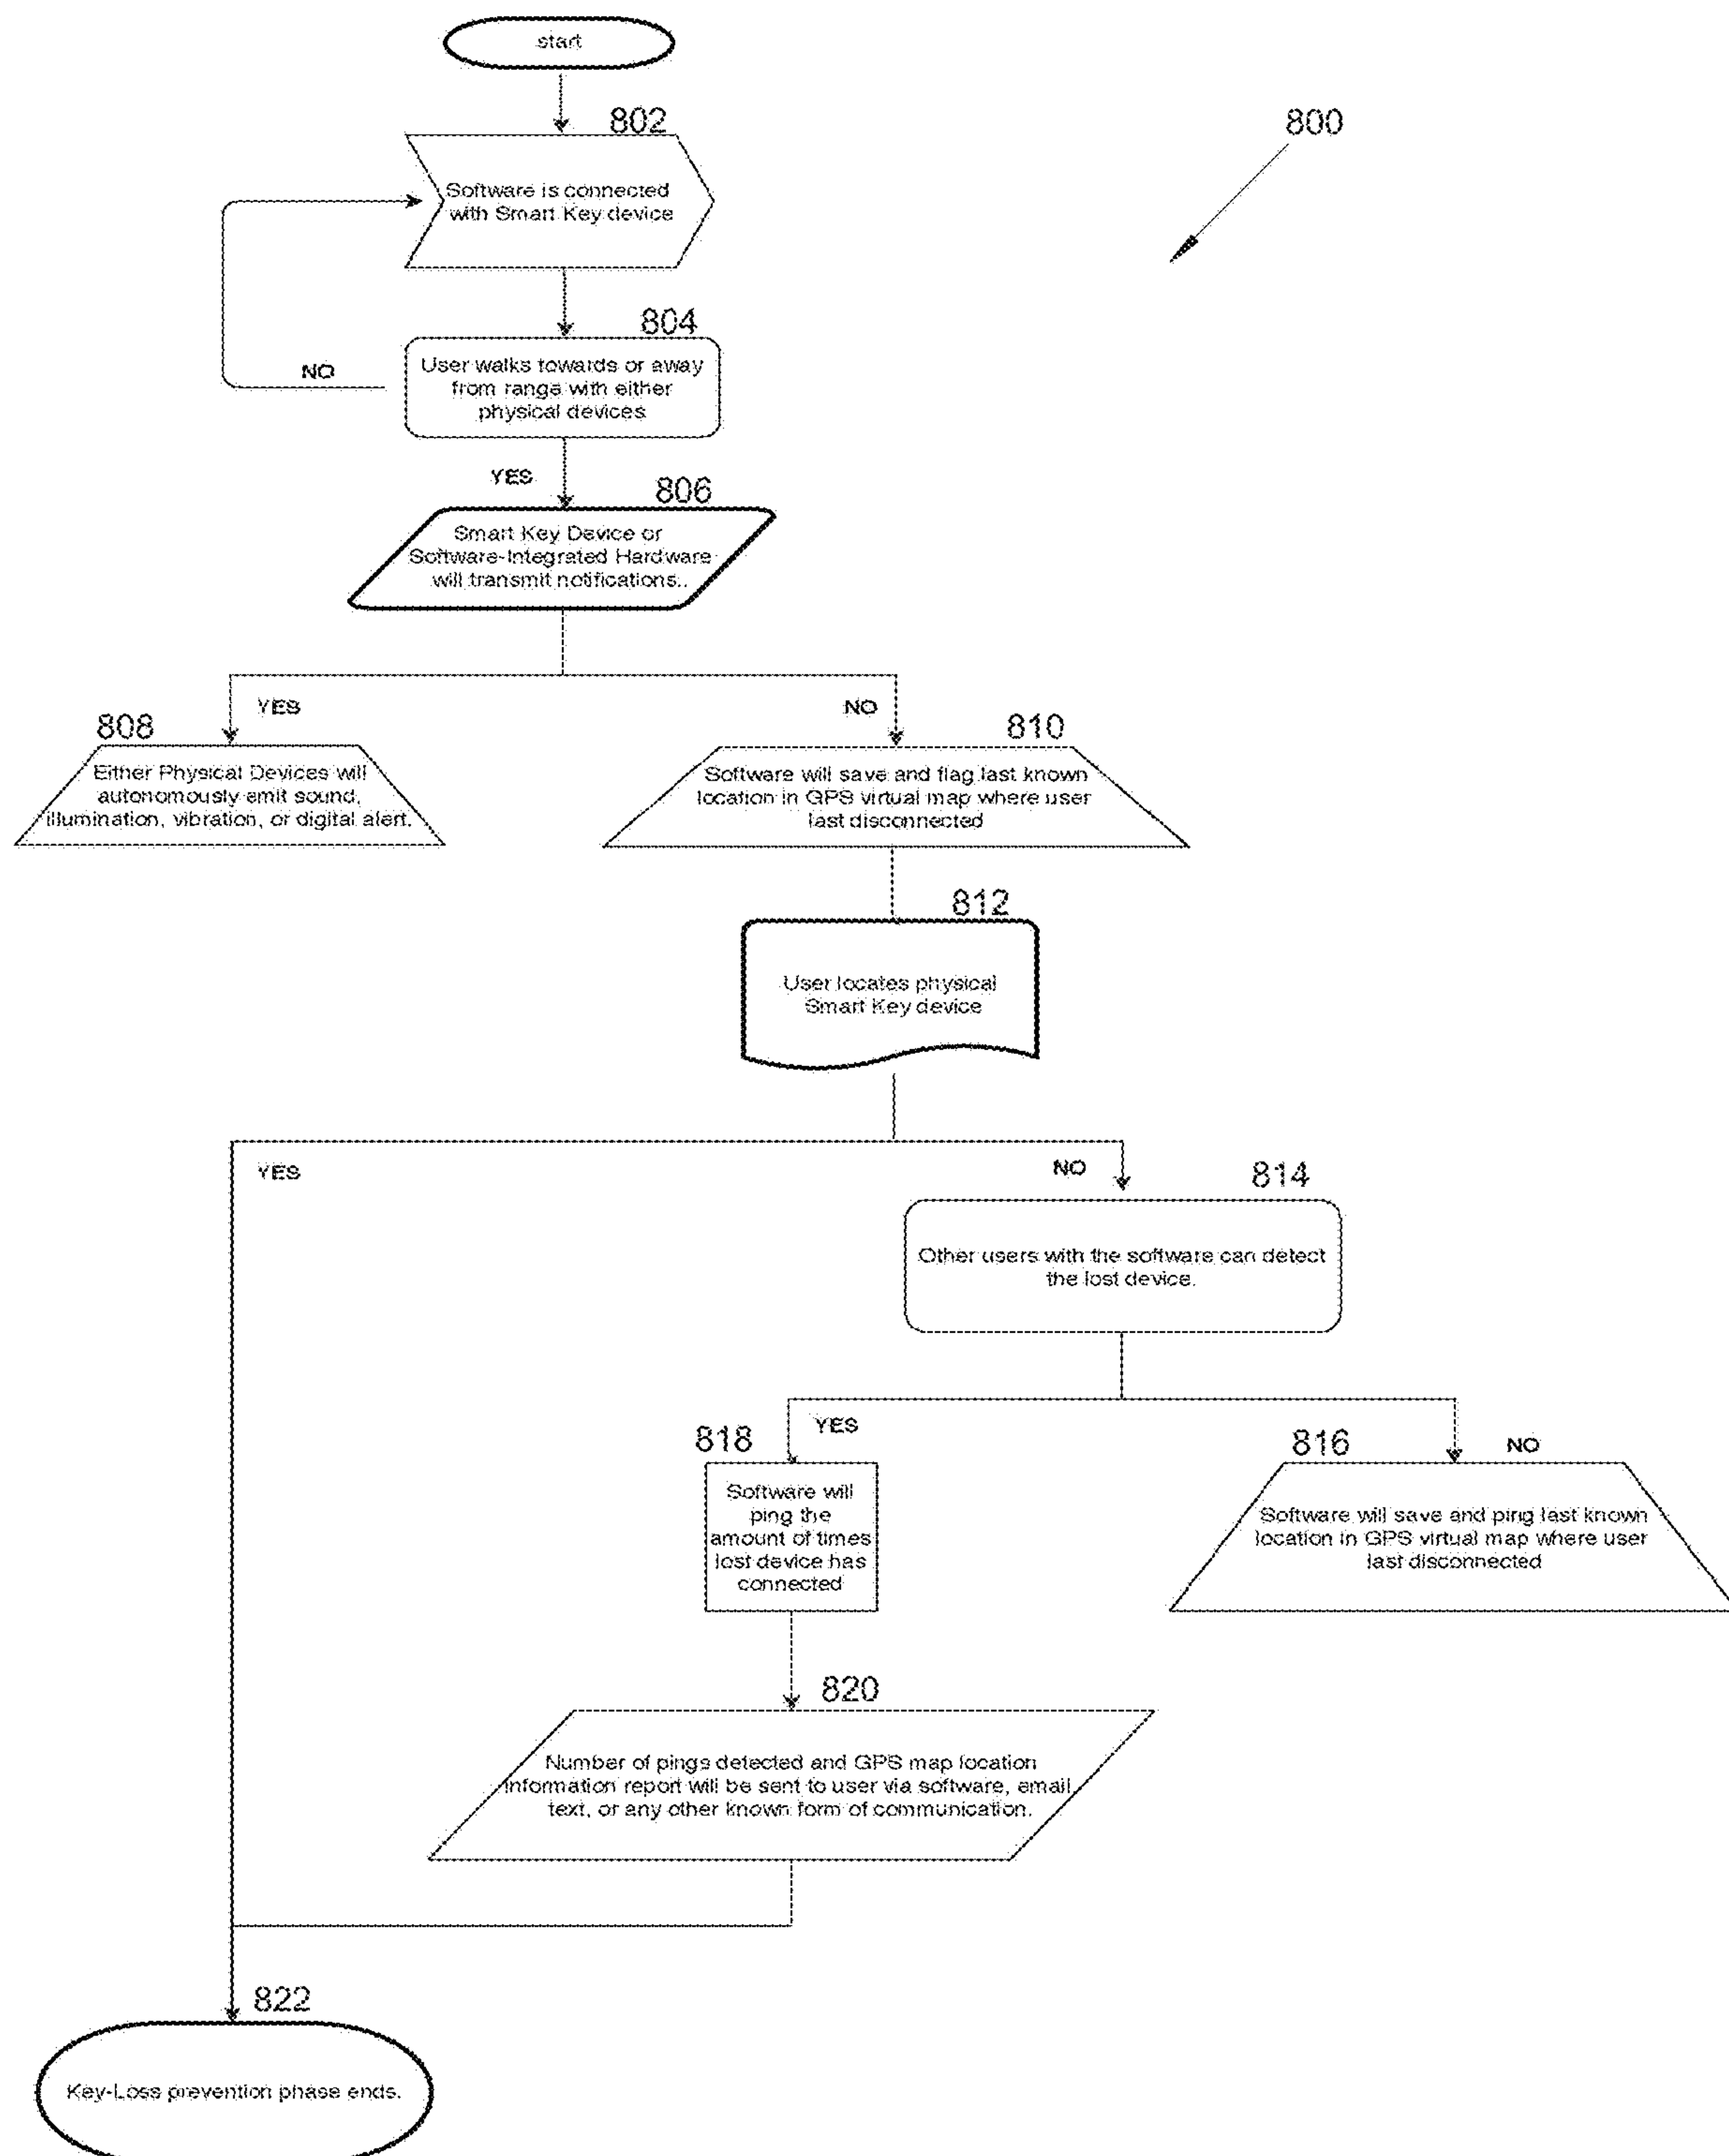 start
802
800
Software is connected
with Smart Key device
804
User walks towards or away
from range with either
physical devices
NO
YES
806
Smart Key Device or
Software-Integrated Hardware
will transmit notifications..
YES
NO
808
810
Either Physical Devices will
autonomously emit sound,
illumination, vibration, or digital alert.
Software will save and flag last known
location in GPS virtual map where user
last disconnected
812
User locates physical
Smart Key device
YES
NO
814
Other users with the software can detect
the lost device.
YES
818
816
NO
Software will
ping the
amount of times
lost device has
connected
Software will save and ping last known
location in GPS virtual map where user
last disconnected
820
Number of pings detected and GPS map location
information report will be sent to user via software, email,
text, or any other known form of communication.
822
Key-Loss prevention phase ends.